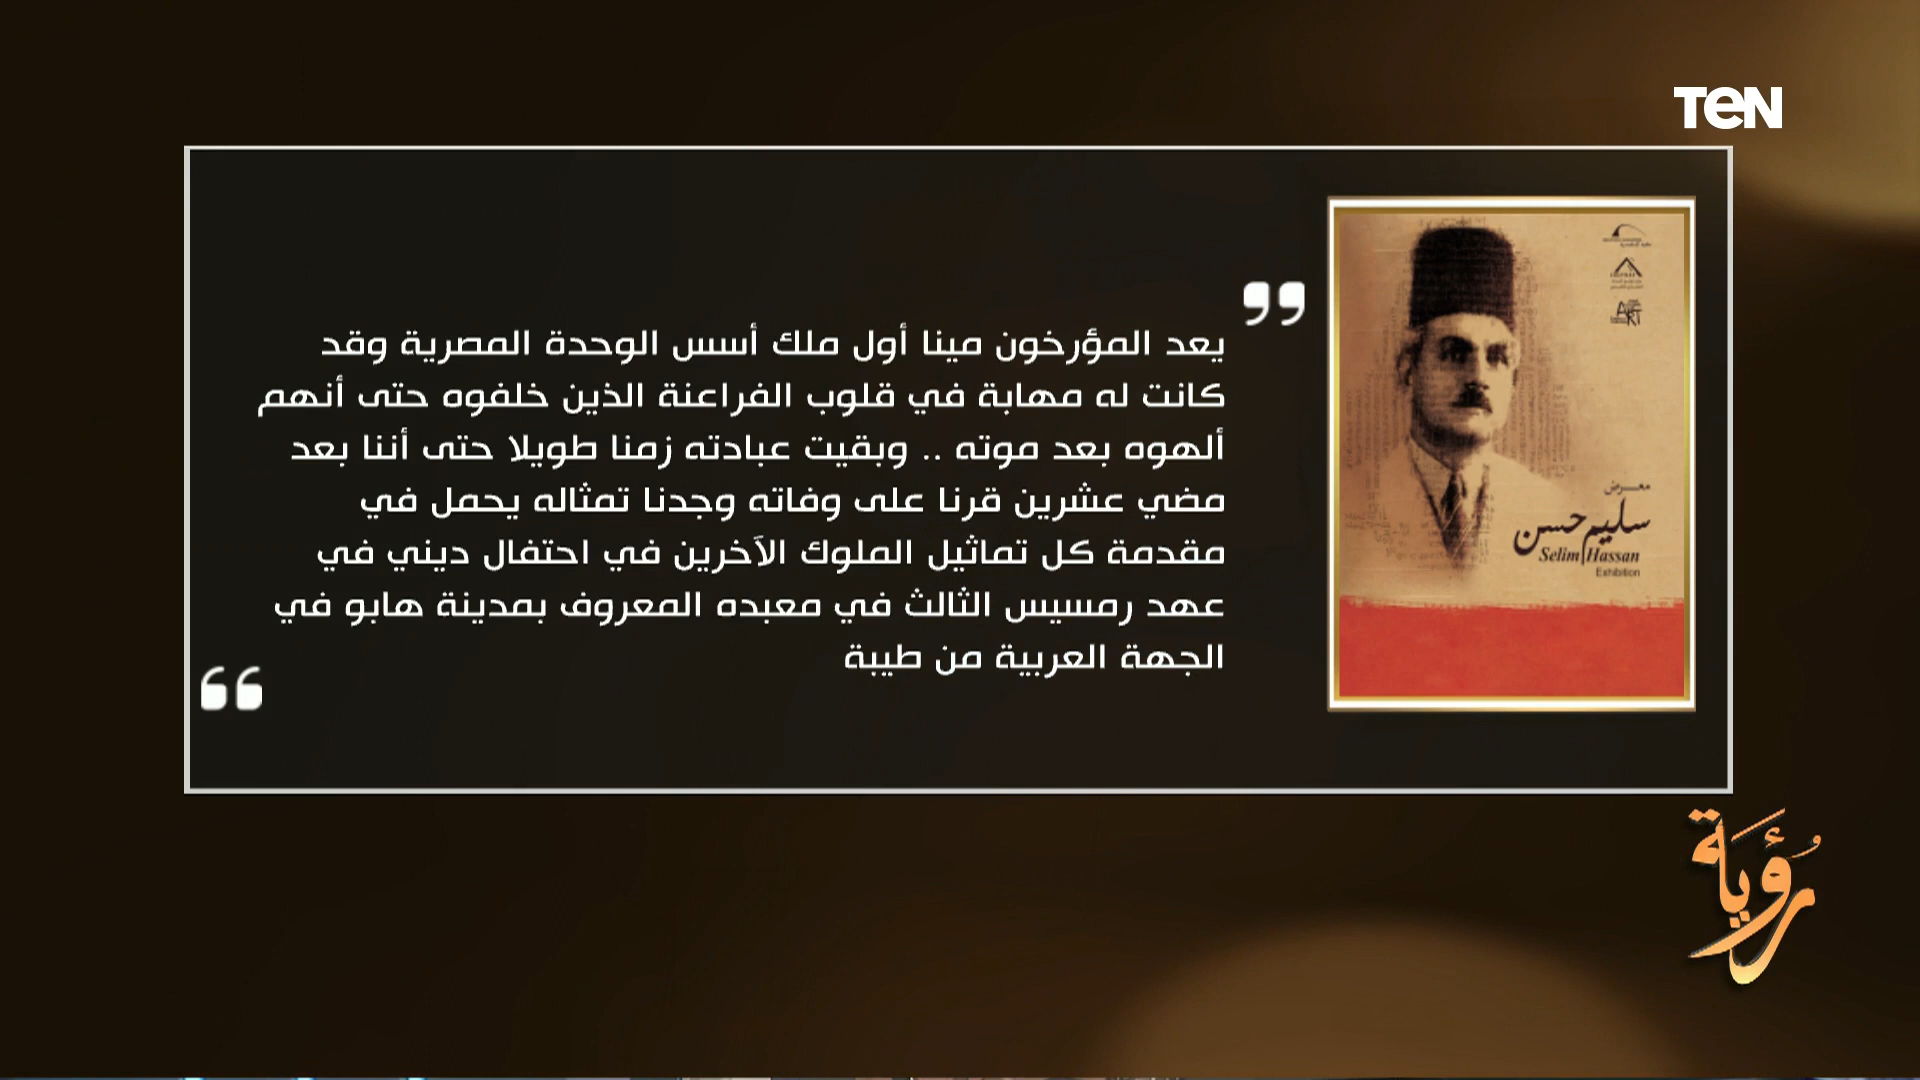 TeN
يعد المؤرخون مينا أول ملك أسس الوحدة المصرية وقد
كانت له مهابة في قلوب الفراعنة الذين خلفوه حتى أنهم
ألهوه بعد موته .. وبقيت عبادته زمنا طويلا حتى أننا بعد
مضي عشرين قرنا على وفاته وجدنا تمثاله يحمل في
مقدمة كل تماثيل الملوك الآخرين في احتفال ديني في
عهد رمسيس الثالث في معبده المعروف بمدينة هابو في
الجهة العربية من طيبة
معرض
سليم حسن
Selim Hassan
Exhibition
رؤية